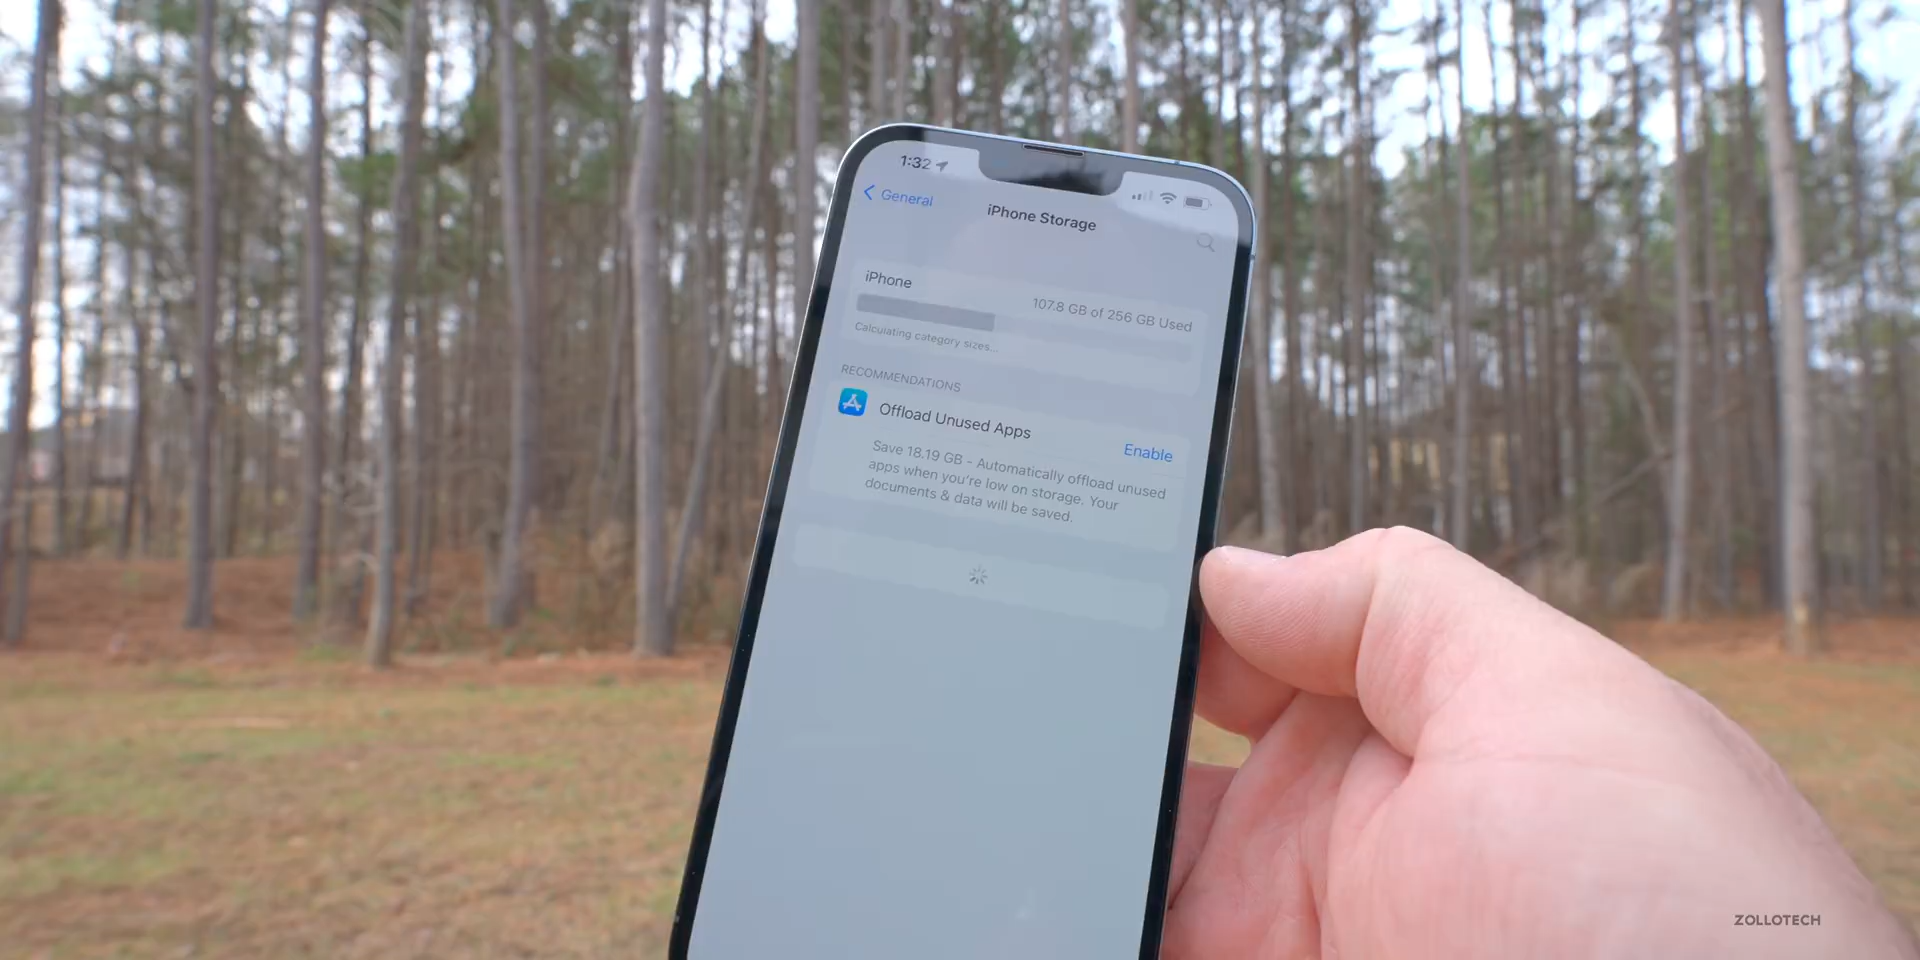 1:32
General
iPhone Storage
iPhone
107.8 GB of 256 GB Used
Calculating category sizes...
RECOMMENDATIONS
Offload Unused Apps
Enable
Save 18.19 GB - Automatically offload unused
apps when you're low on storage. Your
documents & data will be saved.
ZOLLOTECH